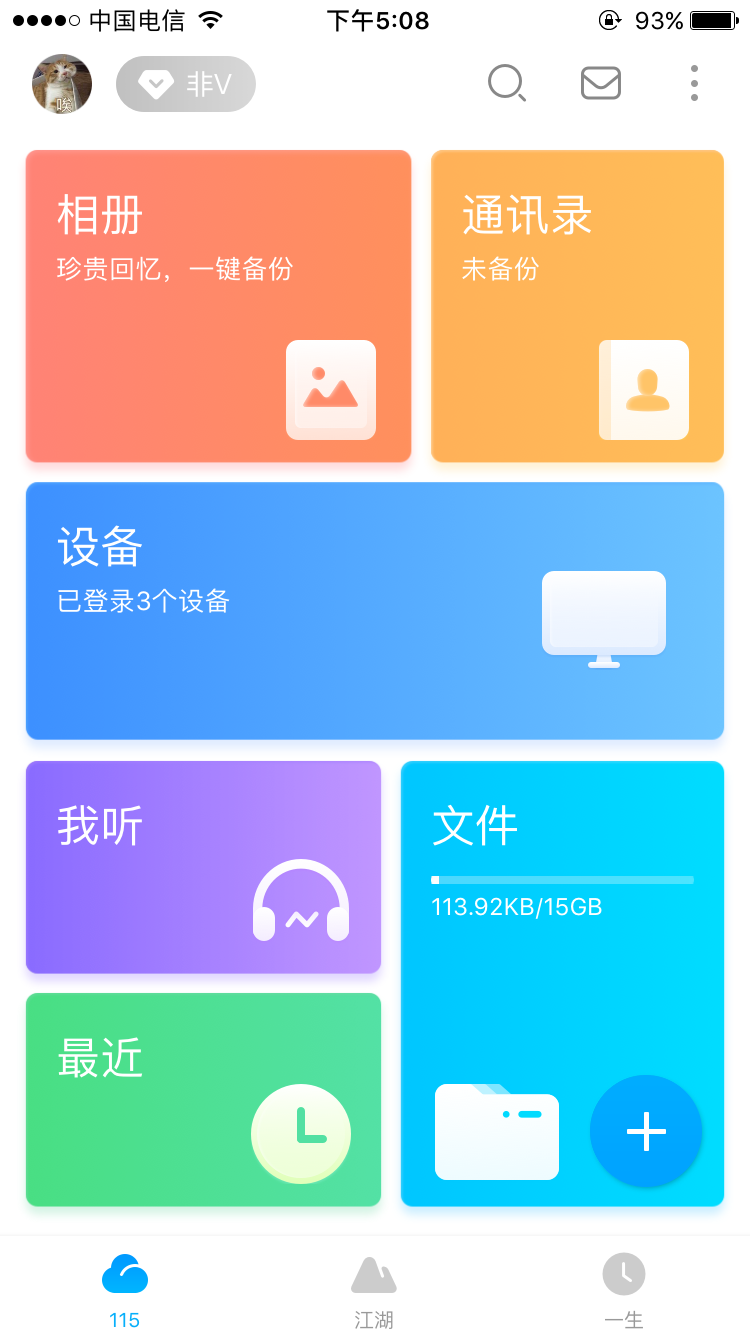 中国电信 下午5:08 93%
唉
非V
相册
珍贵回忆，一键备份
通讯录
未备份
设备
已登录3个设备
我听
文件
113.92KB/15GB
最近
115 江湖 一生